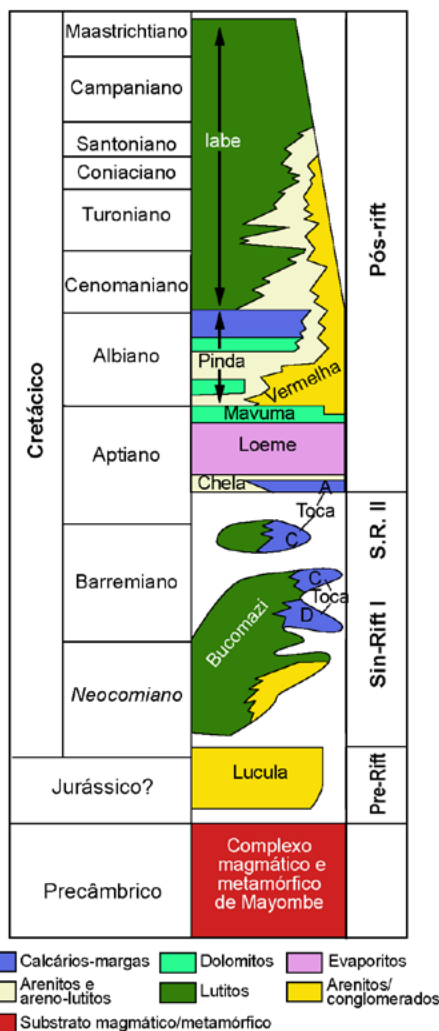 Maastrichtiano
Campaniano
Santoniano
Coniaciano
Turoniano
Cenomaniano
Albiano
Aptiano
Barremiano
Neocomiano
Cretácico
Jurássico?
Precâmbrico
Iabe
Pinda
Vermelha
Mavuma
Loeme
Chela
A
Toca
C
C
Toca
D
Bucomazi
Lucula
Complexo
magmático e
metamórfico
de Mayombe
Pós-rift
S.R. II
Sin-Rift I
Pre-Rift
Calcários-margas
Dolomitos
Evaporitos
Arenitos e
areno-lutitos
Lutitos
Arenitos/
conglomerados
Substrato magmático/metamórfico